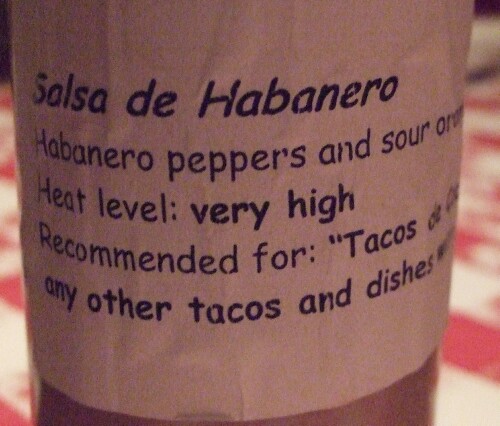 Salsa de Habanero
Habanero peppers and sour
Heat level: very high
Recommended for: "Tacos de
any other tacos and dishes